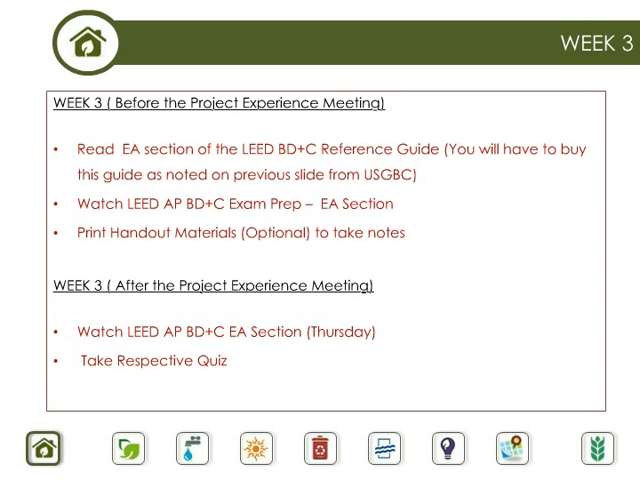 WEEK 3
WEEK 3 ( Before the Project Experience Meeting)
• Read EA section of the LEED BD+C Reference Guide (You will have to buy
this guide as noted on previous slide from USGBC)
• Watch LEED AP BD+C Exam Prep – EA Section
• Print Handout Materials (Optional) to take notes
WEEK 3 ( After the Project Experience Meeting)
• Watch LEED AP BD+C EA Section (Thursday)
• Take Respective Quiz